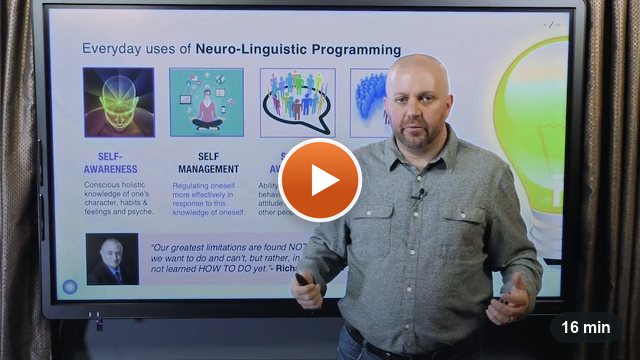 Everyday uses of Neuro-Linguistic Programming
SELF-
AWARENESS
Conscious holistic
knowledge of one's
character, habits &
feelings and psyche.
SELF
MANAGEMENT
Regulating oneself
more effectively in
response to this
knowledge of oneself.
“Our greatest limitations are found NOT
we want to do and can't, but rather, in
not learned HOW TO DO yet.”-
16 min